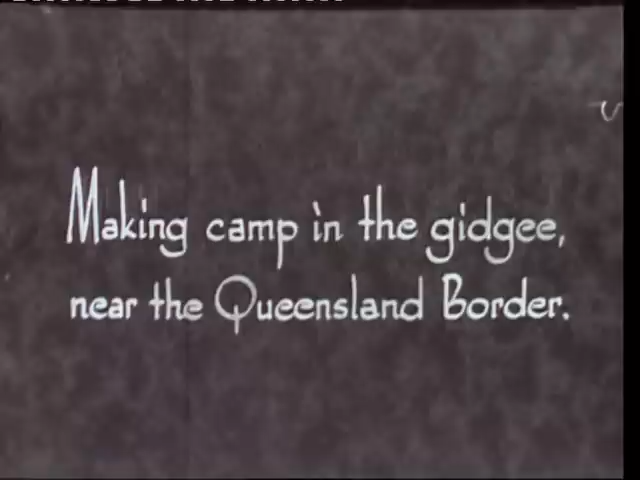 Making camp in the gidgee,
near the Queensland Border.